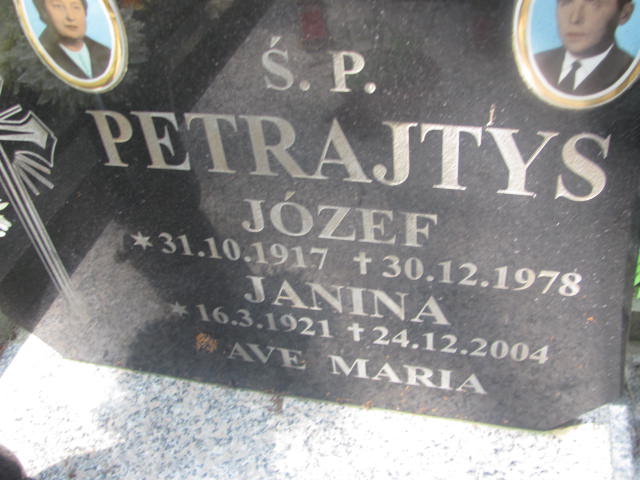 Ś. P.
PETRAJTYS
JÓZEF
* 31.10.1917 † 30.12.1978
JANINA
* 16.3.1921 † 24.12.2004
AVE MARIA